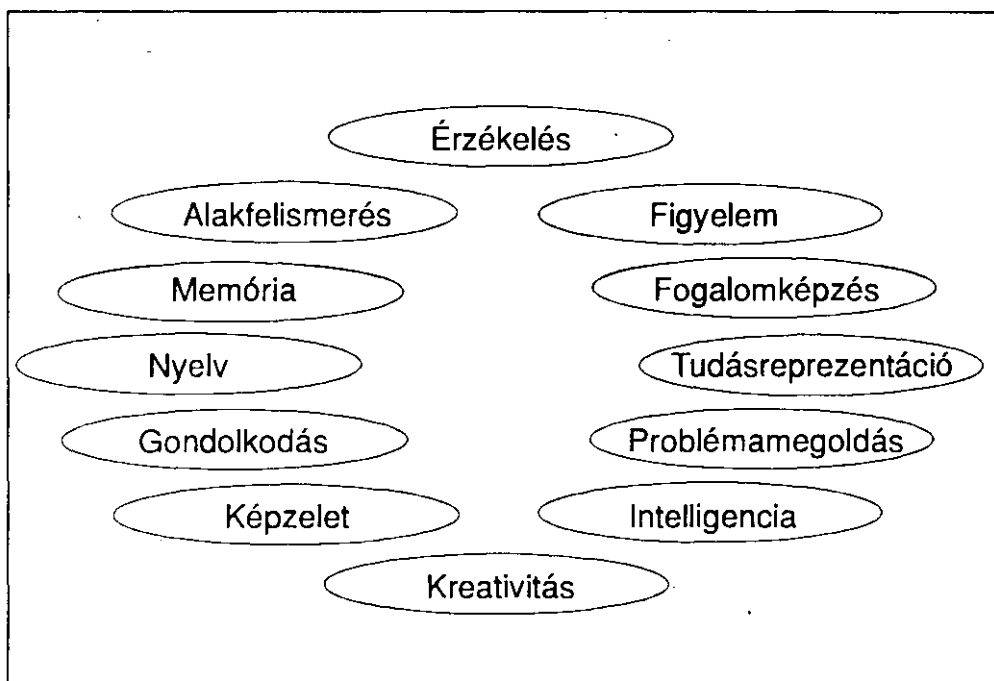 Érzékelés
Alakfelismerés
Figyelem
Memória
Fogalomképzés
Nyelv
Tudásreprezentáció
Gondolkodás
Problémamegoldás
Képzelet
Intelligencia
Kreativitás